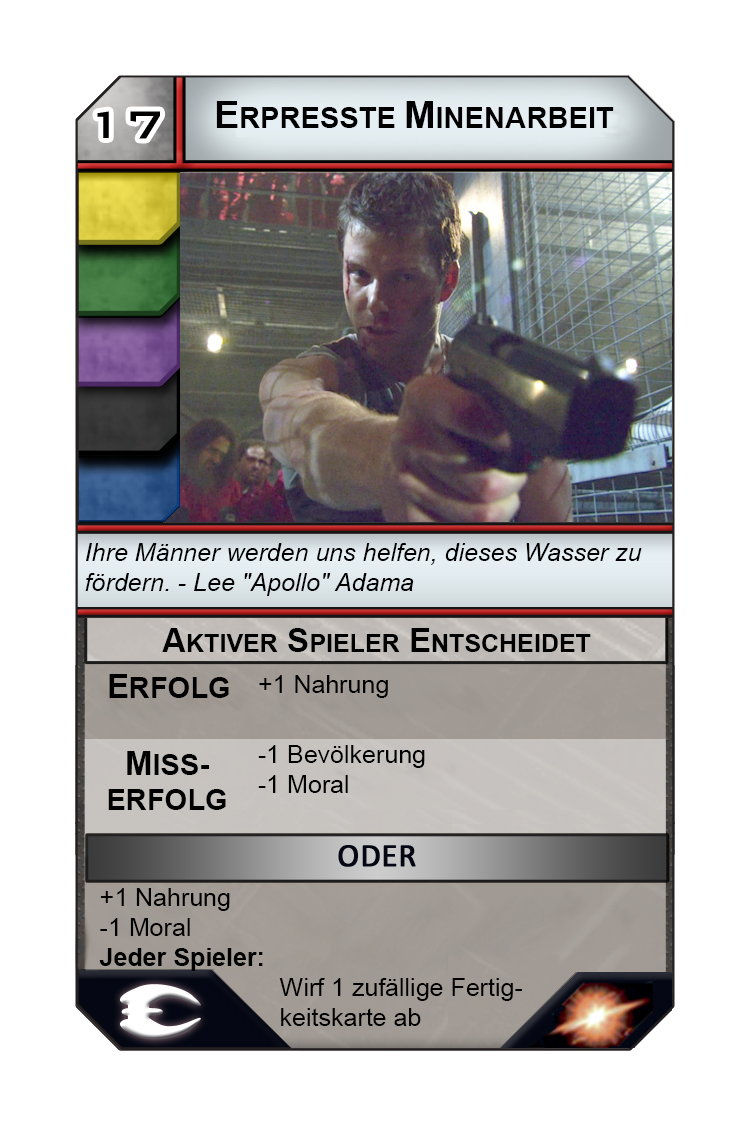 17
ERPRESSTE MINENARBEIT
Ihre Männer werden uns helfen, dieses Wasser zu
fördern. - Lee "Apollo" Adama
AKTIVER SPIELER ENTSCHEIDET
ERFOLG +1 Nahrung
MISS-
ERFOLG
-1 Bevölkerung
-1 Moral
ODER
+1 Nahrung
-1 Moral
Jeder Spieler:
Wirf 1 zufällige Fertig-
keitskarte ab